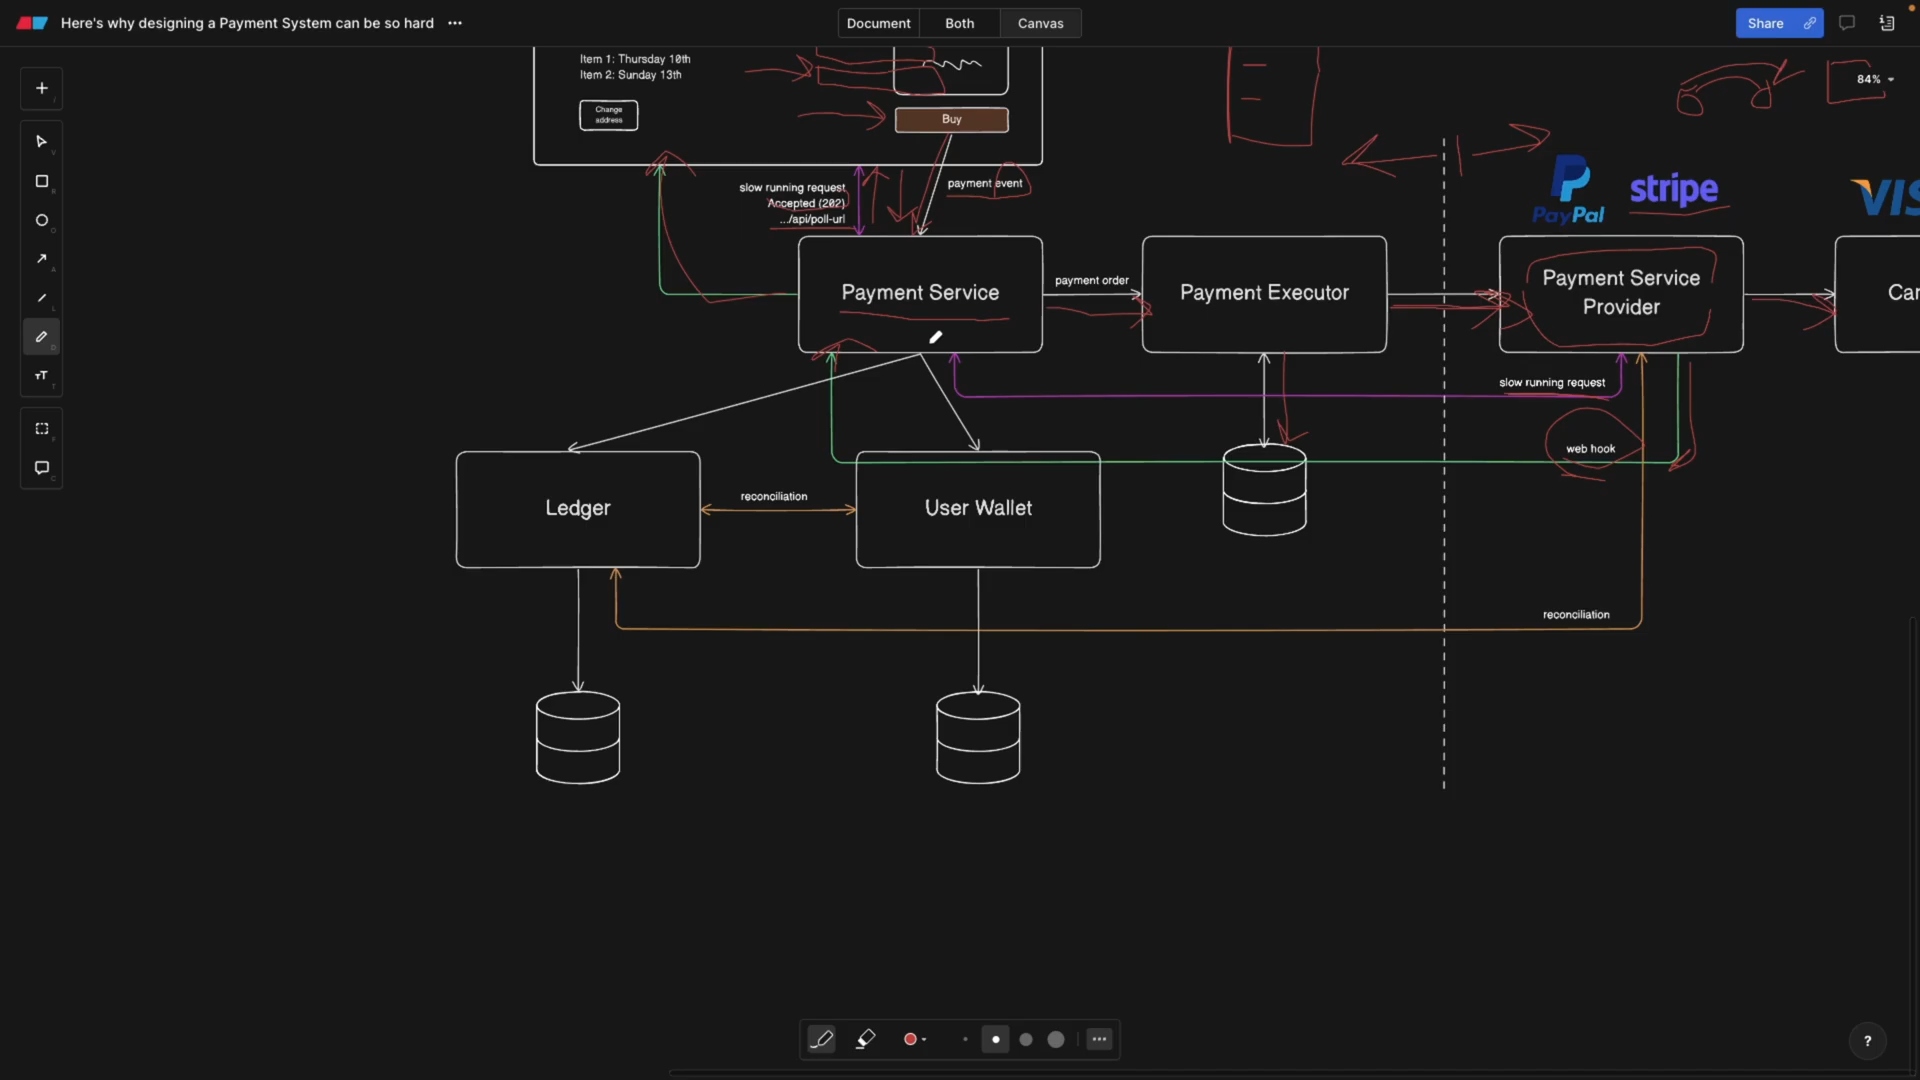 Here's why designing a Payment System can be so hard
Document
Both
Canvas
Share
84%
Item 1: Thursday 10th
Item 2: Sunday 13th
Change
address
Buy
slow running request
Accepted (202)
.../api/poll-url
payment event
PayPal
stripe
VIS
Payment Service
payment order
Payment Executor
Payment Service
Provider
Car
slow running request
web hook
Ledger
reconciliation
User Wallet
reconciliation
?